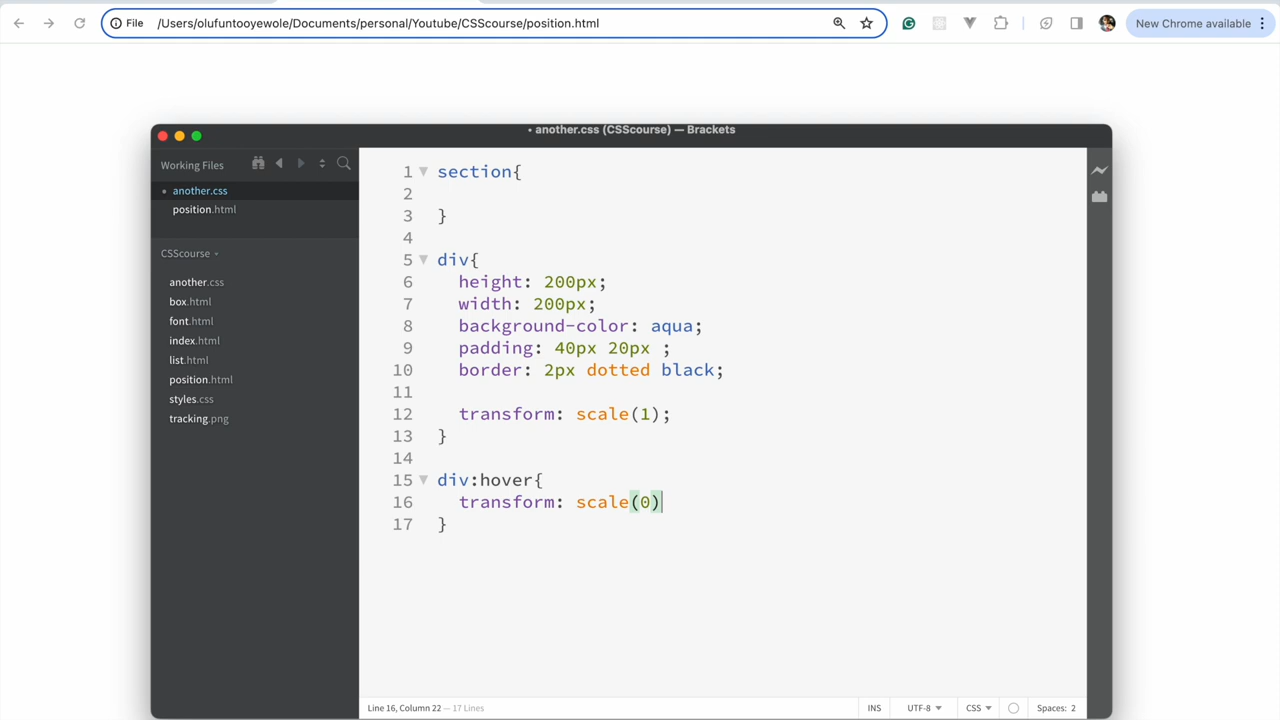 File /Users/olufuntooyewole/Documents/personal/Youtube/CSScourse/position.html New Chrome available
• another.css (CSScourse) — Brackets
Working Files
another.css
position.html
CSScourse
another.css
box.html
font.html
index.html
list.html
position.html
styles.css
tracking.png
1 section{
2
3 }
4
5 div{
6 height: 200px;
7 width: 200px;
8 background-color: aqua;
9 padding: 40px 20px ;
10 border: 2px dotted black;
11
12 transform: scale(1);
13 }
14
15 div:hover{
16 transform: scale(0)
17 }
Line 16, Column 22 — 17 Lines INS UTF-8 CSS Spaces: 2